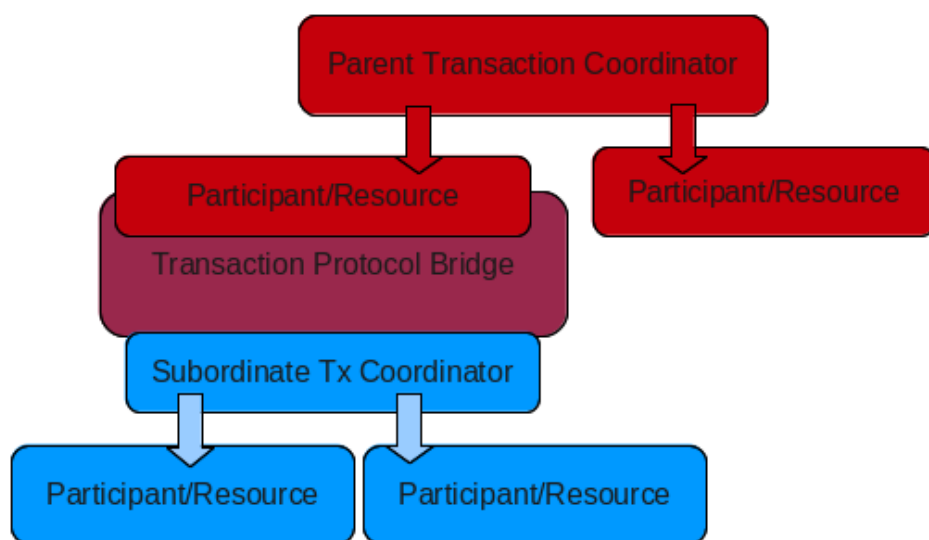 Parent Transaction Coordinator
Participant/Resource
Participant/Resource
Transaction Protocol Bridge
Subordinate Tx Coordinator
Participant/Resource
Participant/Resource